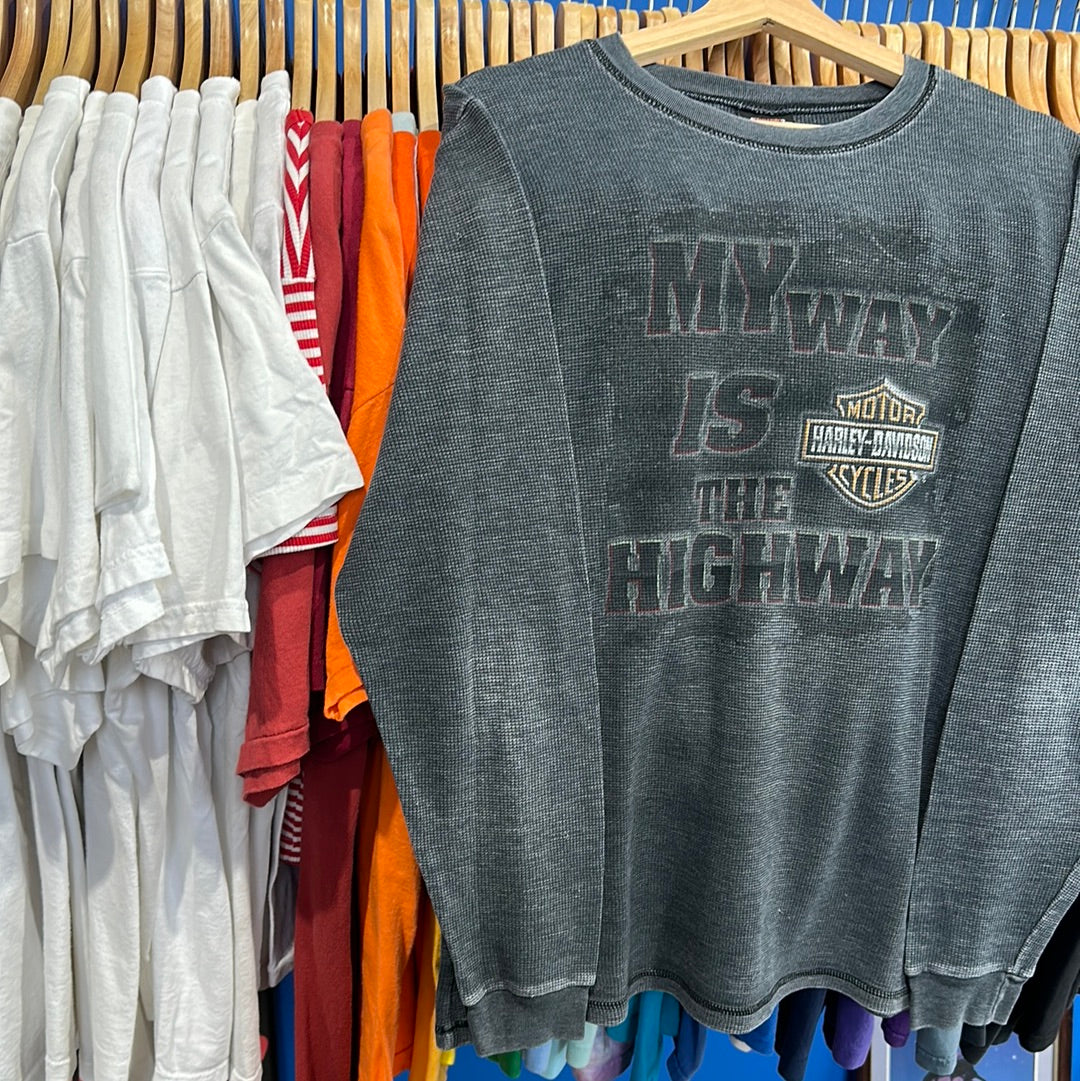 MY WAY
IS
THE
HIGHWAY
MOTOR
HARLEY-DAVIDSON
CYCLES